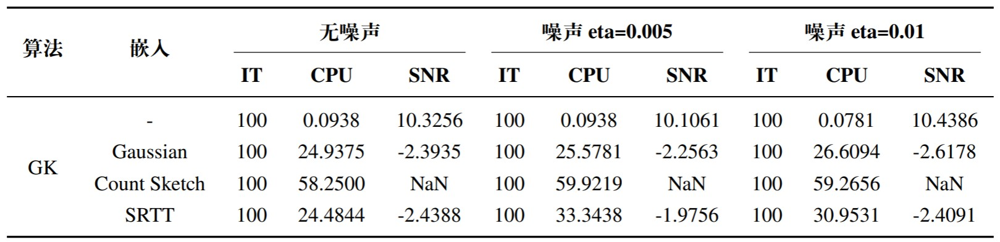 算法 嵌入 无噪声 噪声 eta=0.005 噪声 eta=0.01
IT CPU SNR IT CPU SNR IT CPU SNR
- 100 0.0938 10.3256 100 0.0938 10.1061 100 0.0781 10.4386
Gaussian 100 24.9375 -2.3935 100 25.5781 -2.2563 100 26.6094 -2.6178
GK
Count Sketch 100 58.2500 NaN 100 59.9219 NaN 100 59.2656 NaN
SRTT 100 24.4844 -2.4388 100 33.3438 -1.9756 100 30.9531 -2.4091